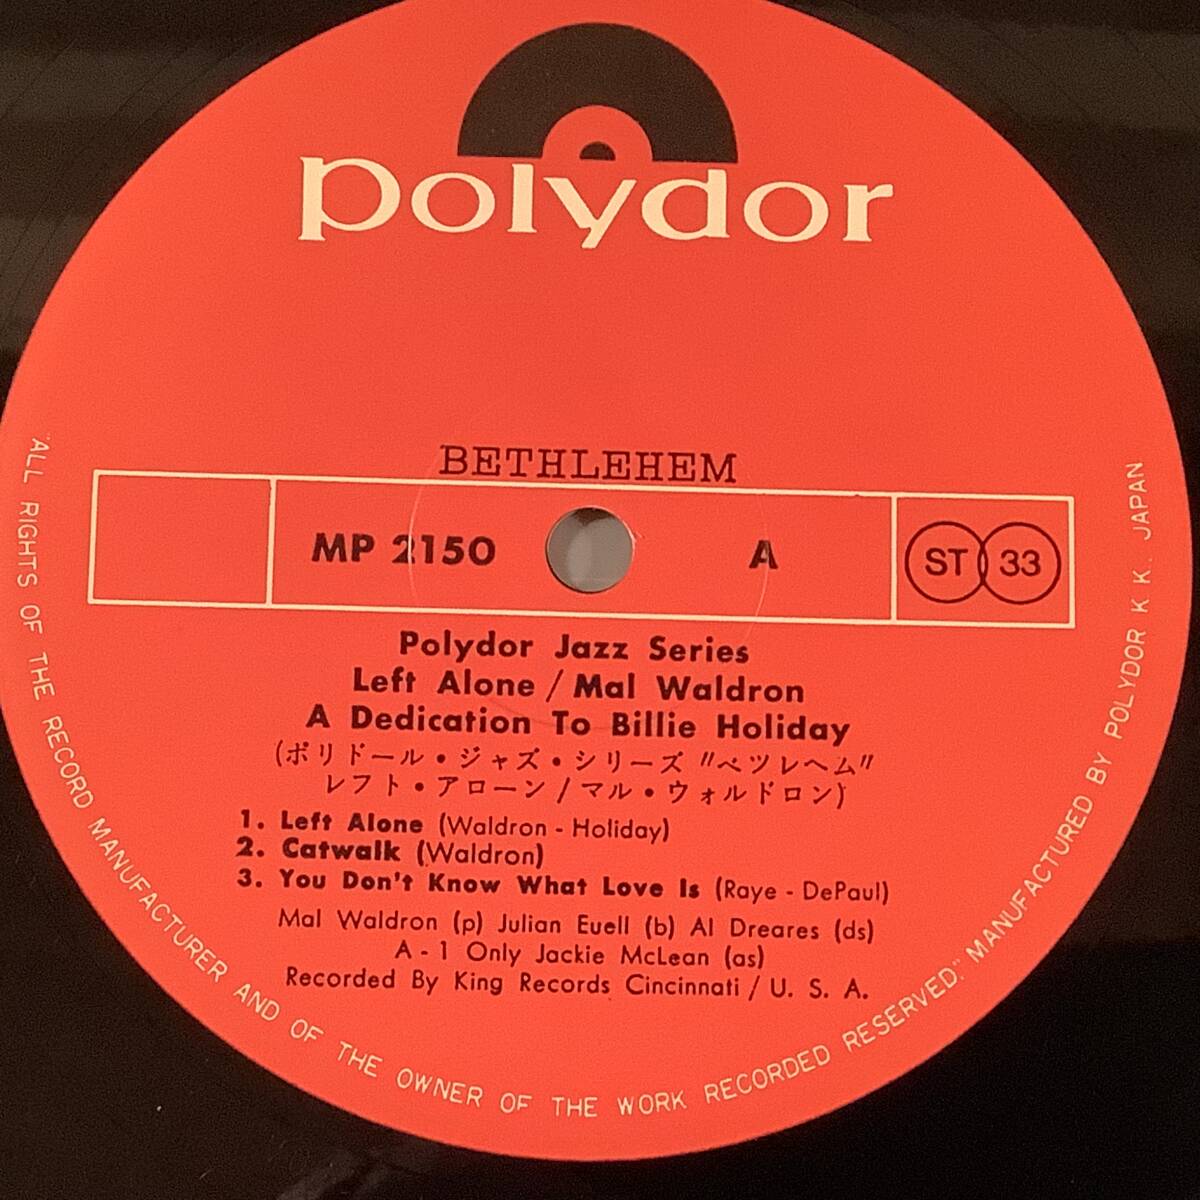 polydor
BETHLEHEM
MP 2150
A
ST 33
Polydor Jazz Series
Left Alone / Mal Waldron
A Dedication To Billie Holiday
(ポリドール・ジャズ・シリーズ "ベツレヘム"
レフト・アローン / マル・ウォルドロン)
1. Left Alone (Waldron - Holiday)
2. Catwalk (Waldron)
3. You Don't Know What Love Is (Raye - DePaul)
Mal Waldron (p) Julian Euell (b) Al Dreares (ds)
A - 1 Only Jackie McLean (as)
Recorded By King Records Cincinnati / U. S. A.
"ALL RIGHTS OF THE RECORD MANUFACTURER AND OF THE OWNER OF THE WORK RECORDED RESERVED." MANUFACTURED BY POLYDOR K. K. JAPAN